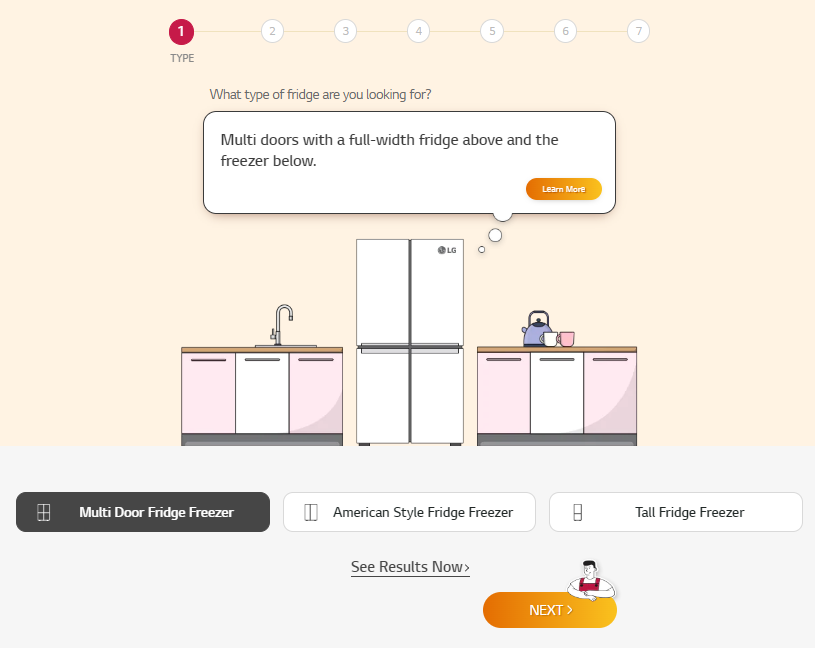 1 2 3 4 5 6 7
TYPE
What type of fridge are you looking for?
Multi doors with a full-width fridge above and the
freezer below.
Learn More
LG
Multi Door Fridge Freezer
American Style Fridge Freezer
Tall Fridge Freezer
See Results Now›
NEXT ›